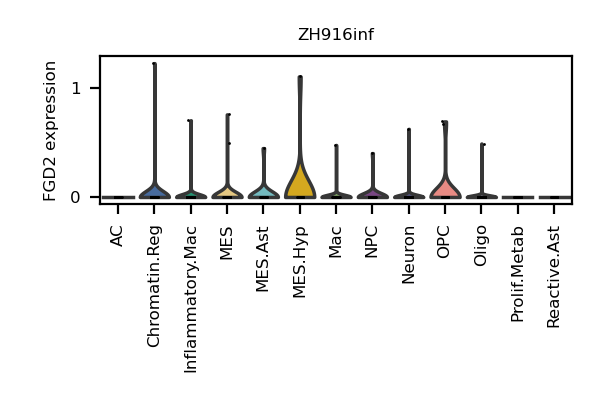 ZH916inf
FGD2 expression
1
0
AC
Chromatin.Reg
Inflammatory.Mac
MES
MES.Ast
MES.Hyp
Mac
NPC
Neuron
OPC
Oligo
Prolif.Metab
Reactive.Ast